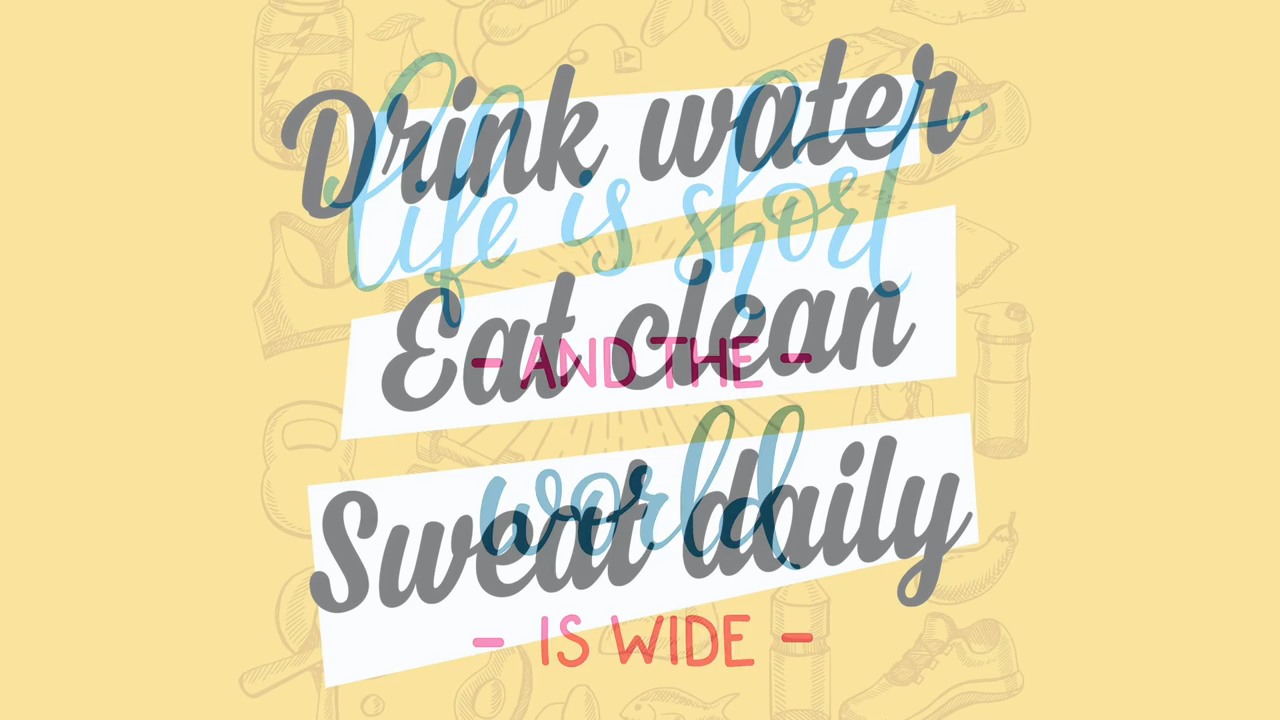 Drink water
life is short
Eat clean
- AND THE -
world
Sweat daily
- IS WIDE -